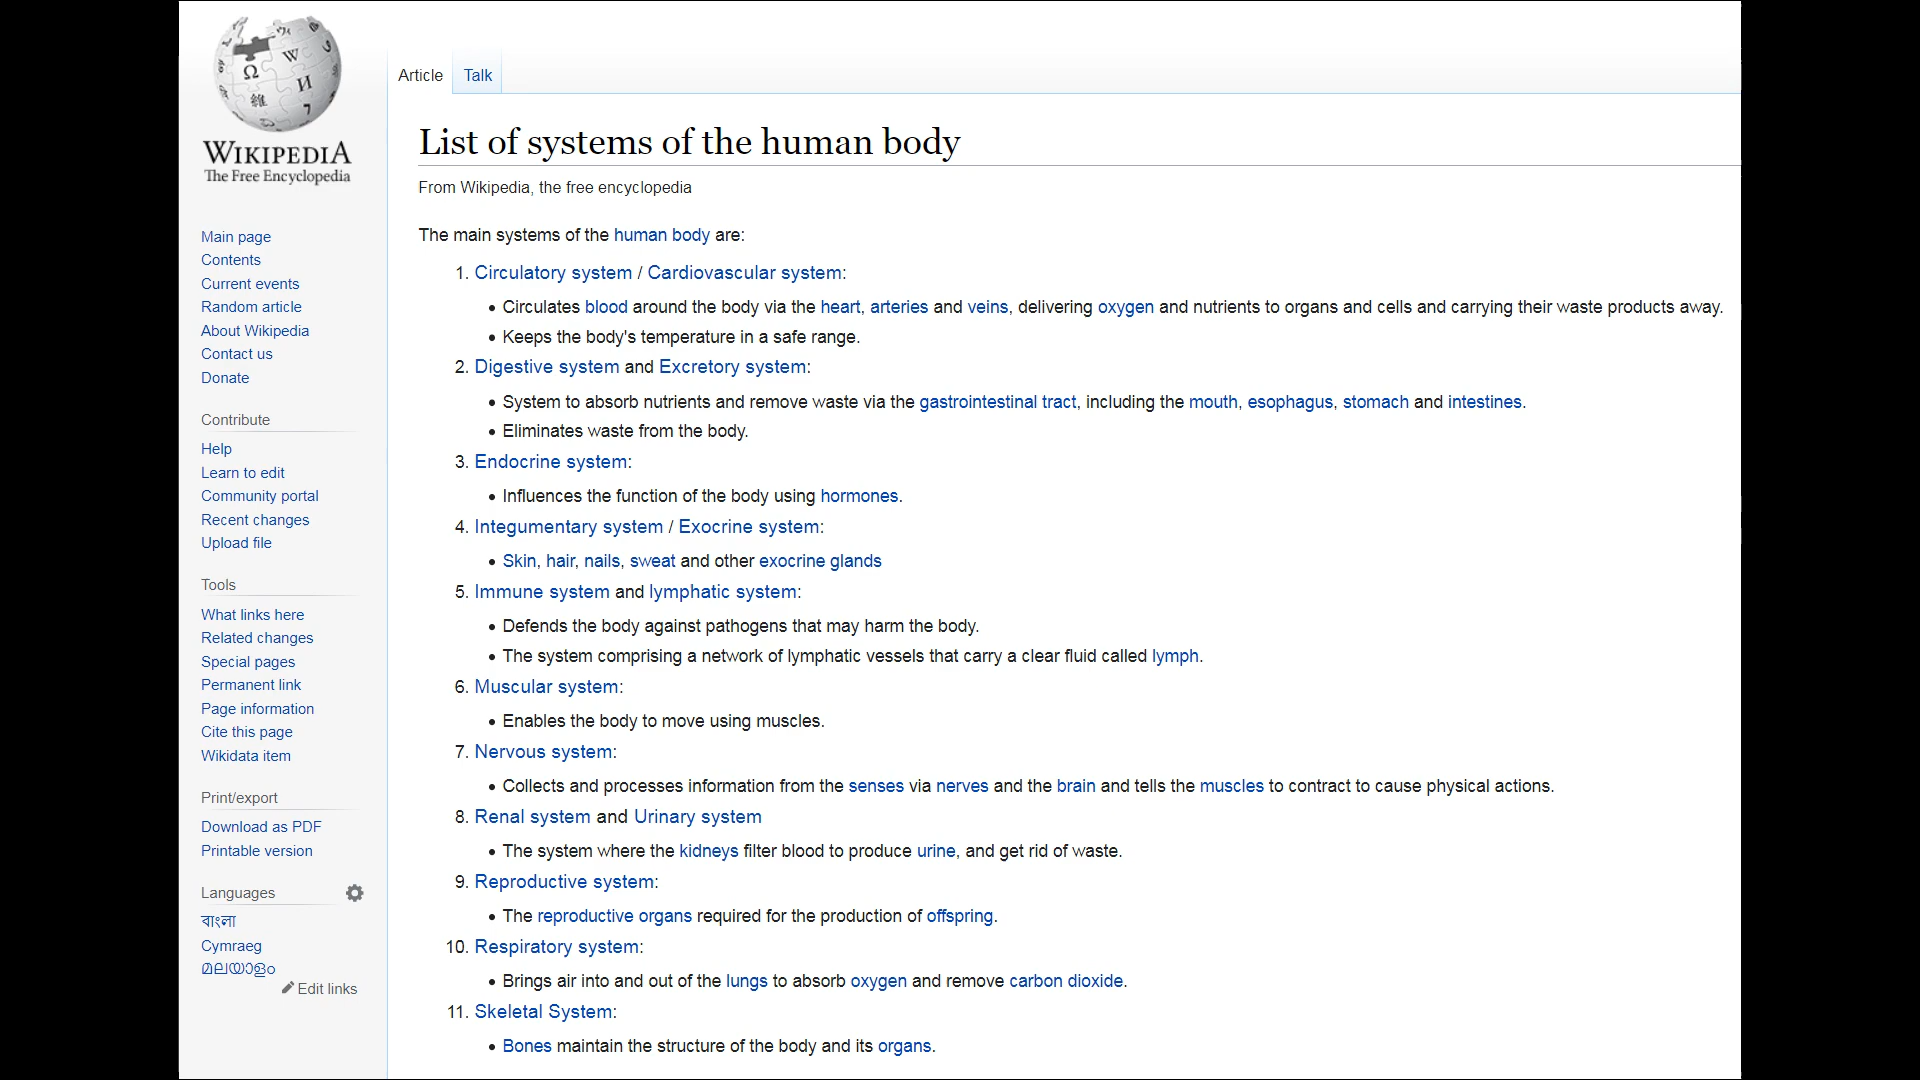 WIKIPEDIA
The Free Encyclopedia
Main page
Contents
Current events
Random article
About Wikipedia
Contact us
Donate
Contribute
Help
Learn to edit
Community portal
Recent changes
Upload file
Tools
What links here
Related changes
Special pages
Permanent link
Page information
Cite this page
Wikidata item
Print/export
Download as PDF
Printable version
Languages
বাংলা
Cymraeg
മലയാളം
Edit links
Article Talk
List of systems of the human body
From Wikipedia, the free encyclopedia
The main systems of the human body are:
1. Circulatory system / Cardiovascular system:
• Circulates blood around the body via the heart, arteries and veins, delivering oxygen and nutrients to organs and cells and carrying their waste products away.
• Keeps the body's temperature in a safe range.
2. Digestive system and Excretory system:
• System to absorb nutrients and remove waste via the gastrointestinal tract, including the mouth, esophagus, stomach and intestines.
• Eliminates waste from the body.
3. Endocrine system:
• Influences the function of the body using hormones.
4. Integumentary system / Exocrine system:
• Skin, hair, nails, sweat and other exocrine glands
5. Immune system and lymphatic system:
• Defends the body against pathogens that may harm the body.
• The system comprising a network of lymphatic vessels that carry a clear fluid called lymph.
6. Muscular system:
• Enables the body to move using muscles.
7. Nervous system:
• Collects and processes information from the senses via nerves and the brain and tells the muscles to contract to cause physical actions.
8. Renal system and Urinary system
• The system where the kidneys filter blood to produce urine, and get rid of waste.
9. Reproductive system:
• The reproductive organs required for the production of offspring.
10. Respiratory system:
• Brings air into and out of the lungs to absorb oxygen and remove carbon dioxide.
11. Skeletal System:
• Bones maintain the structure of the body and its organs.